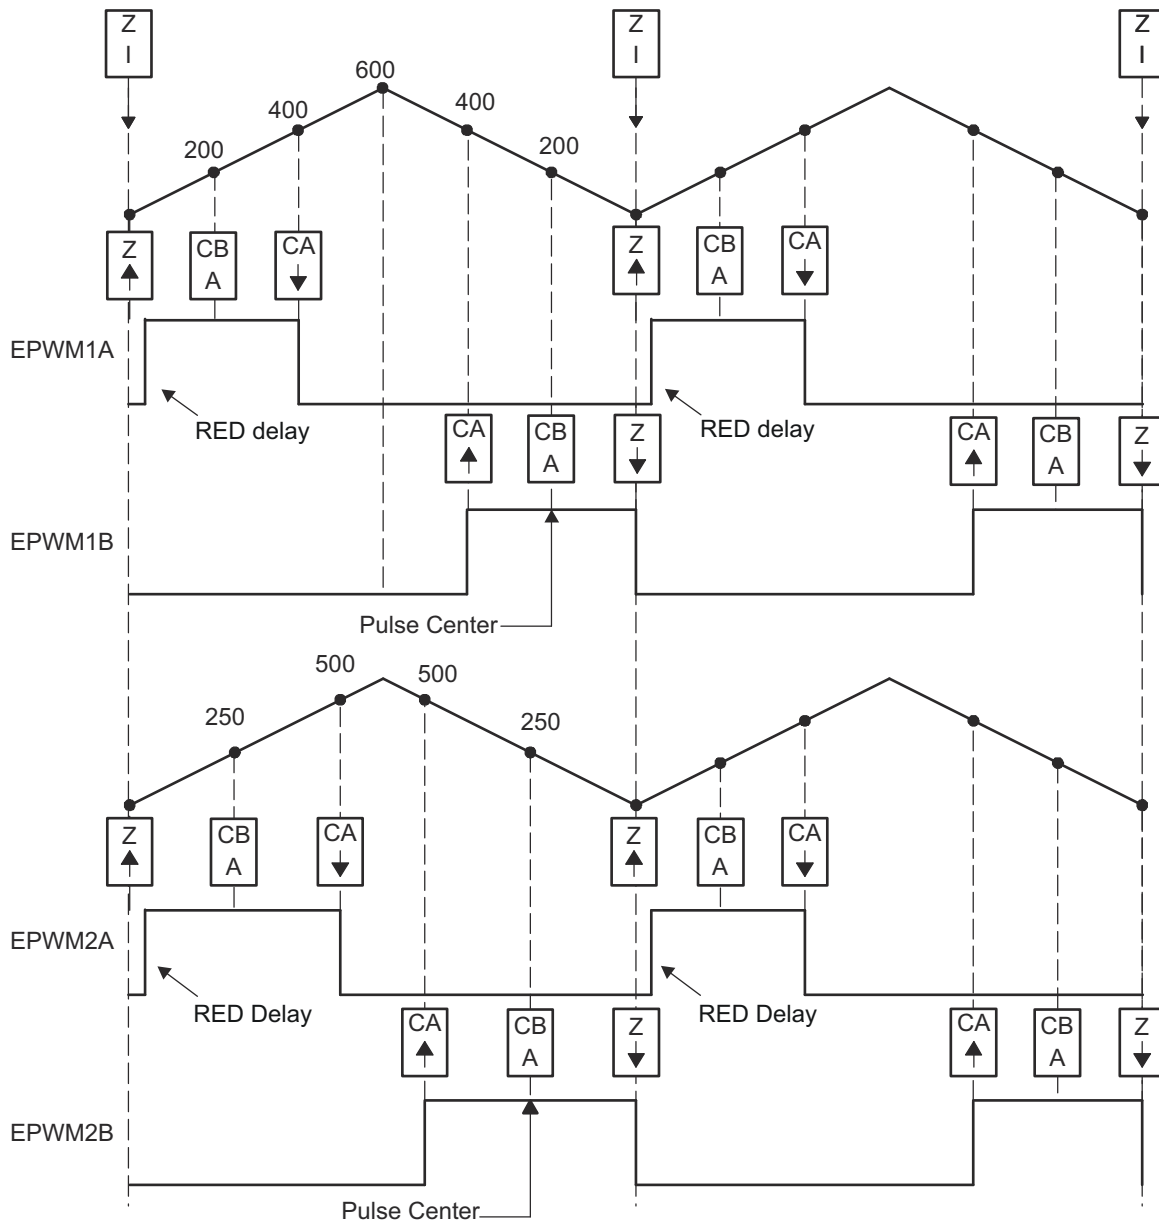 Z Z Z
I I I
600
400 400
200 200
Z CB CA Z CB CA
A A
EPWM1A
RED delay RED delay
CA CB Z CA CB Z
A A
EPWM1B
Pulse Center
500 500
250 250
Z CB CA Z CB CA
A A
EPWM2A
RED Delay RED Delay
CA CB Z CA CB Z
A A
EPWM2B
Pulse Center